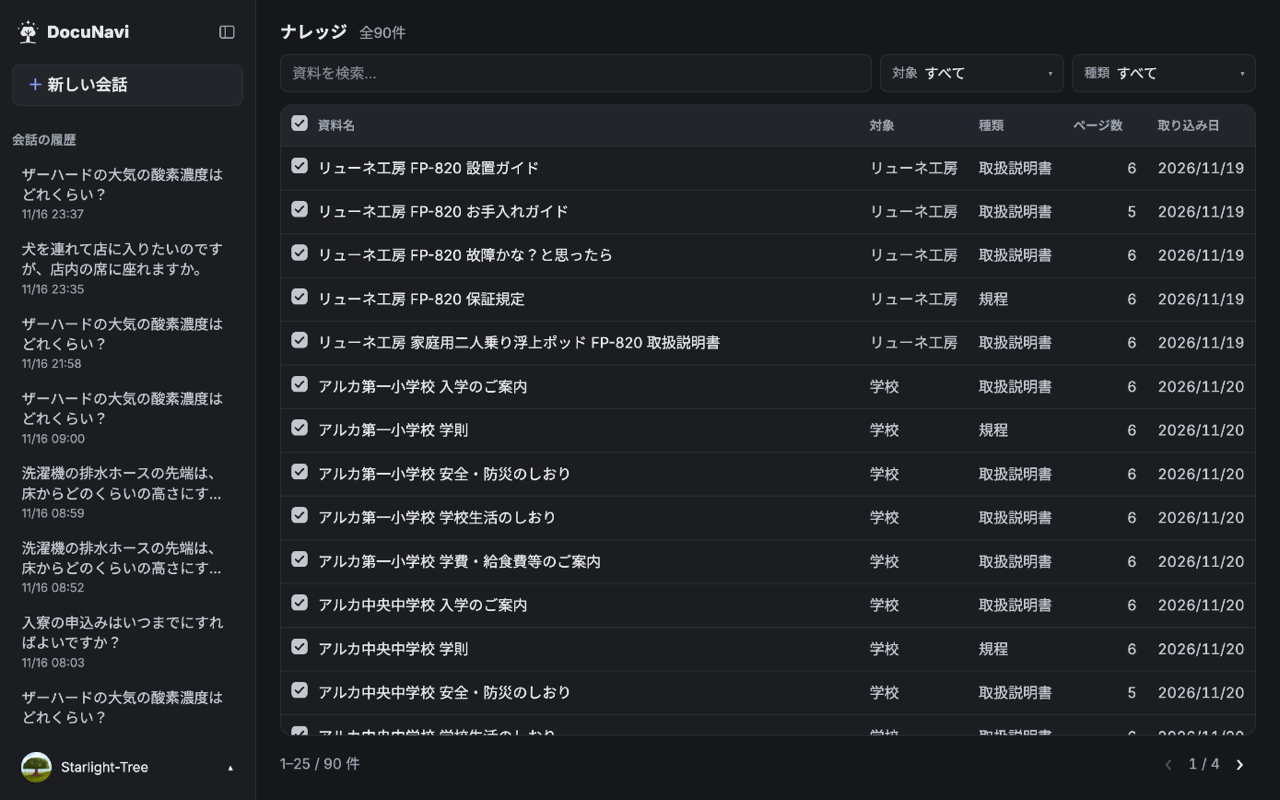 DocuNavi
+ 新しい会話
会話の履歴
ザーハードの大気の酸素濃度は
どれくらい？
11/16 23:37
犬を連れて店に入りたいのです
が、店内の席に座れますか。
11/16 23:35
ザーハードの大気の酸素濃度は
どれくらい？
11/16 21:58
ザーハードの大気の酸素濃度は
どれくらい？
11/16 09:00
洗濯機の排水ホースの先端は、
床からどのくらいの高さにす...
11/16 08:59
洗濯機の排水ホースの先端は、
床からどのくらいの高さにす...
11/16 08:52
入寮の申込みはいつまでにすれ
ばよいですか？
11/16 08:03
ザーハードの大気の酸素濃度は
どれくらい？
Starlight-Tree
ナレッジ 全90件
資料を検索... 対象 すべて 種類 すべて
資料名 対象 種類 ページ数 取り込み日
リューネ工房 FP-820 設置ガイド リューネ工房 取扱説明書 6 2026/11/19
リューネ工房 FP-820 お手入れガイド リューネ工房 取扱説明書 5 2026/11/19
リューネ工房 FP-820 故障かな？と思ったら リューネ工房 取扱説明書 6 2026/11/19
リューネ工房 FP-820 保証規定 リューネ工房 規程 6 2026/11/19
リューネ工房 家庭用二人乗り浮上ポッド FP-820 取扱説明書 リューネ工房 取扱説明書 6 2026/11/19
アルカ第一小学校 入学のご案内 学校 取扱説明書 6 2026/11/20
アルカ第一小学校 学則 学校 規程 6 2026/11/20
アルカ第一小学校 安全・防災のしおり 学校 取扱説明書 6 2026/11/20
アルカ第一小学校 学校生活のしおり 学校 取扱説明書 6 2026/11/20
アルカ第一小学校 学費・給食費等のご案内 学校 取扱説明書 6 2026/11/20
アルカ中央中学校 入学のご案内 学校 取扱説明書 6 2026/11/20
アルカ中央中学校 学則 学校 規程 6 2026/11/20
アルカ中央中学校 安全・防災のしおり 学校 取扱説明書 5 2026/11/20
アルカ中央中学校 学校生活のしおり 学校 取扱説明書 6 2026/11/20
1–25 / 90 件 1 / 4